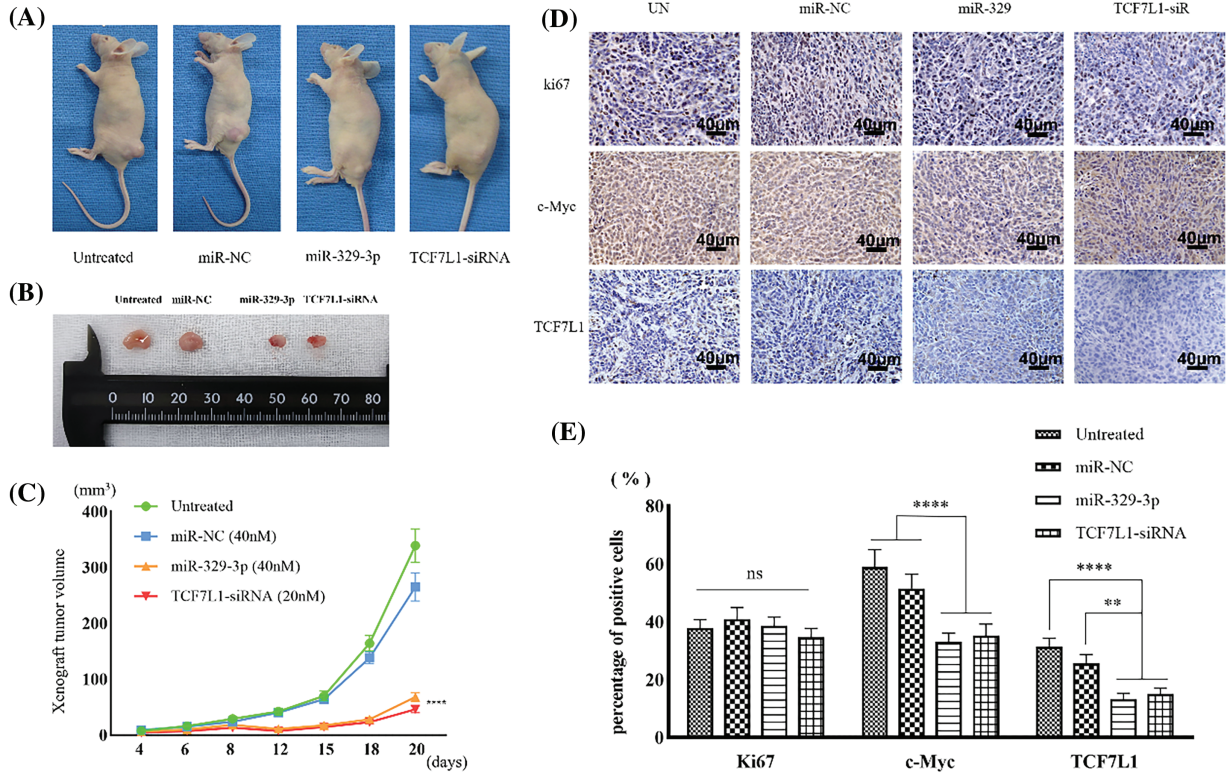 (A)
Untreated miR-NC miR-329-3p TCF7L1-siRNA
(B)
Untreated miR-NC miR-329-3p TCF7L1-siRNA
0 10 20 30 40 50 60 70 80
(C)
(mm³)
Xenograft tumor volume
400
300
200
100
0
Untreated
miR-NC (40nM)
miR-329-3p (40nM)
TCF7L1-siRNA (20nM)
****
4 6 8 12 15 18 20
(days)
(D)
UN miR-NC miR-329 TCF7L1-siR
ki67
40μm 40μm 40μm 40μm
c-Myc
40μm 40μm 40μm 40μm
TCF7L1
40μm 40μm 40μm 40μm
(E)
Untreated
miR-NC
miR-329-3p
TCF7L1-siRNA
(%)
percentage of positive cells
80
60
40
20
0
ns
****
****
**
Ki67 c-Myc TCF7L1